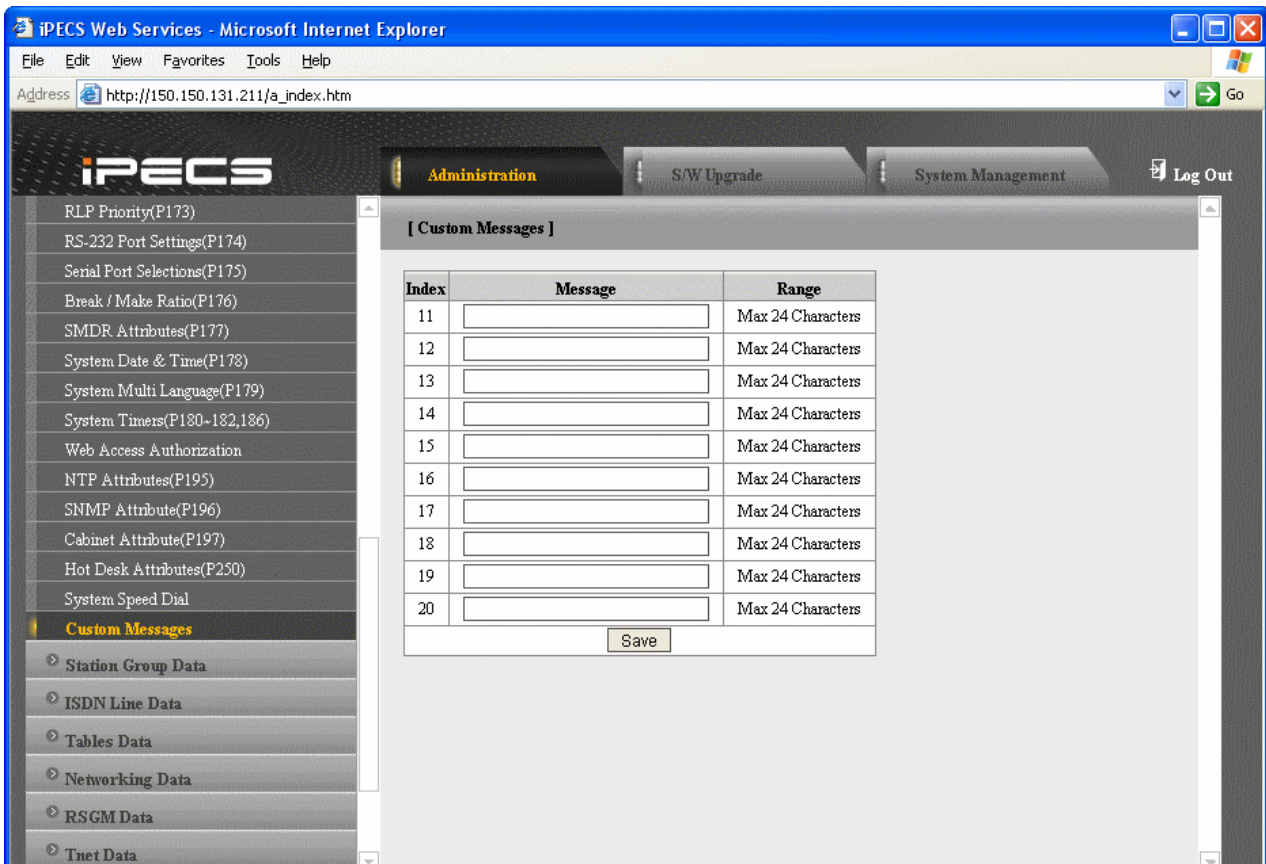 iPECS Web Services - Microsoft Internet Explorer
File Edit View Favorites Tools Help
Address http://150.150.131.211/a_index.htm Go
iPECS Administration S/W Upgrade System Management Log Out
RLP Priority(P173)
RS-232 Port Settings(P174)
Serial Port Selections(P175)
Break / Make Ratio(P176)
SMDR Attributes(P177)
System Date & Time(P178)
System Multi Language(P179)
System Timers(P180~182,186)
Web Access Authorization
NTP Attributes(P195)
SNMP Attribute(P196)
Cabinet Attribute(P197)
Hot Desk Attributes(P250)
System Speed Dial
Custom Messages
Station Group Data
ISDN Line Data
Tables Data
Networking Data
RSGM Data
Tnet Data
[ Custom Messages ]
Index Message Range
11 Max 24 Characters
12 Max 24 Characters
13 Max 24 Characters
14 Max 24 Characters
15 Max 24 Characters
16 Max 24 Characters
17 Max 24 Characters
18 Max 24 Characters
19 Max 24 Characters
20 Max 24 Characters
Save